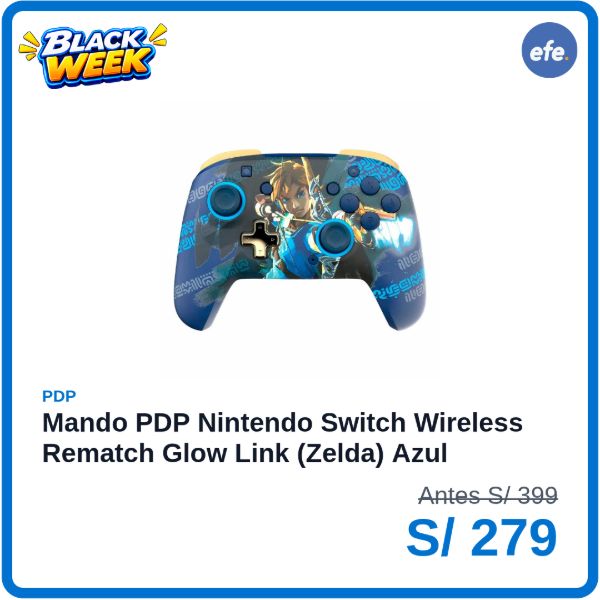 BLACK
WEEK
efe.
PDP
Mando PDP Nintendo Switch Wireless
Rematch Glow Link (Zelda) Azul
Antes S/ 399
S/ 279